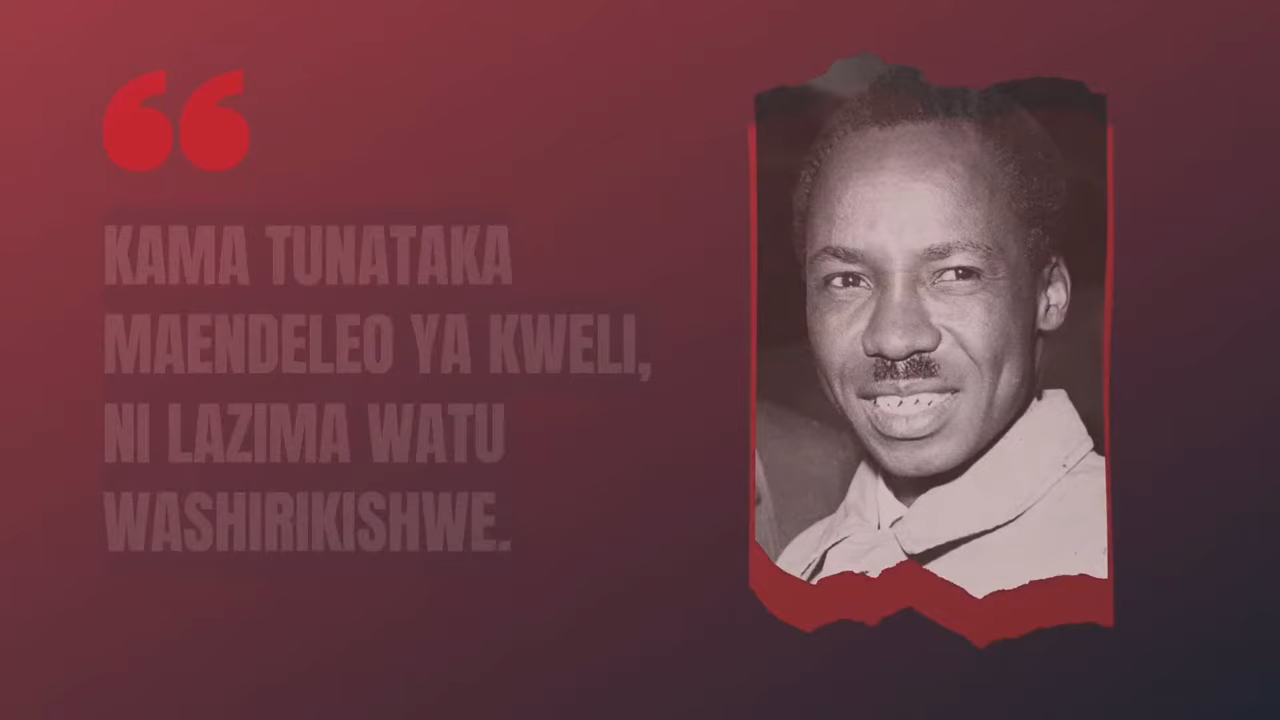 KAMA TUNATAKA
MAENDELEO YA KWELI,
NI LAZIMA WATU
WASHIRIKISHWE.